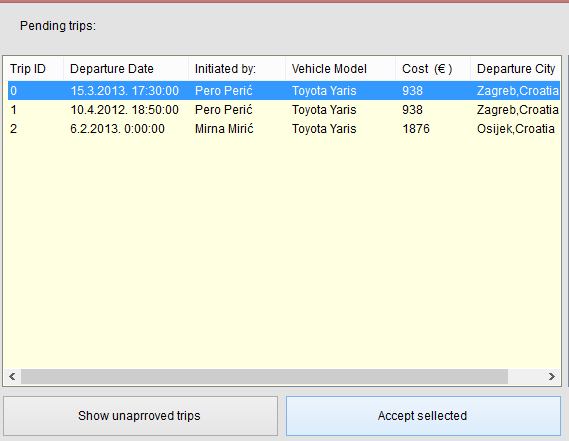 Pending trips:
Trip ID Departure Date Initiated by: Vehicle Model Cost (€) Departure City
0 15.3.2013. 17:30:00 Pero Perić Toyota Yaris 938 Zagreb,Croatia
1 10.4.2012. 18:50:00 Pero Perić Toyota Yaris 938 Zagreb,Croatia
2 6.2.2013. 0:00:00 Mirna Mirić Toyota Yaris 1876 Osijek,Croatia
Show unaprroved trips Accept sellected